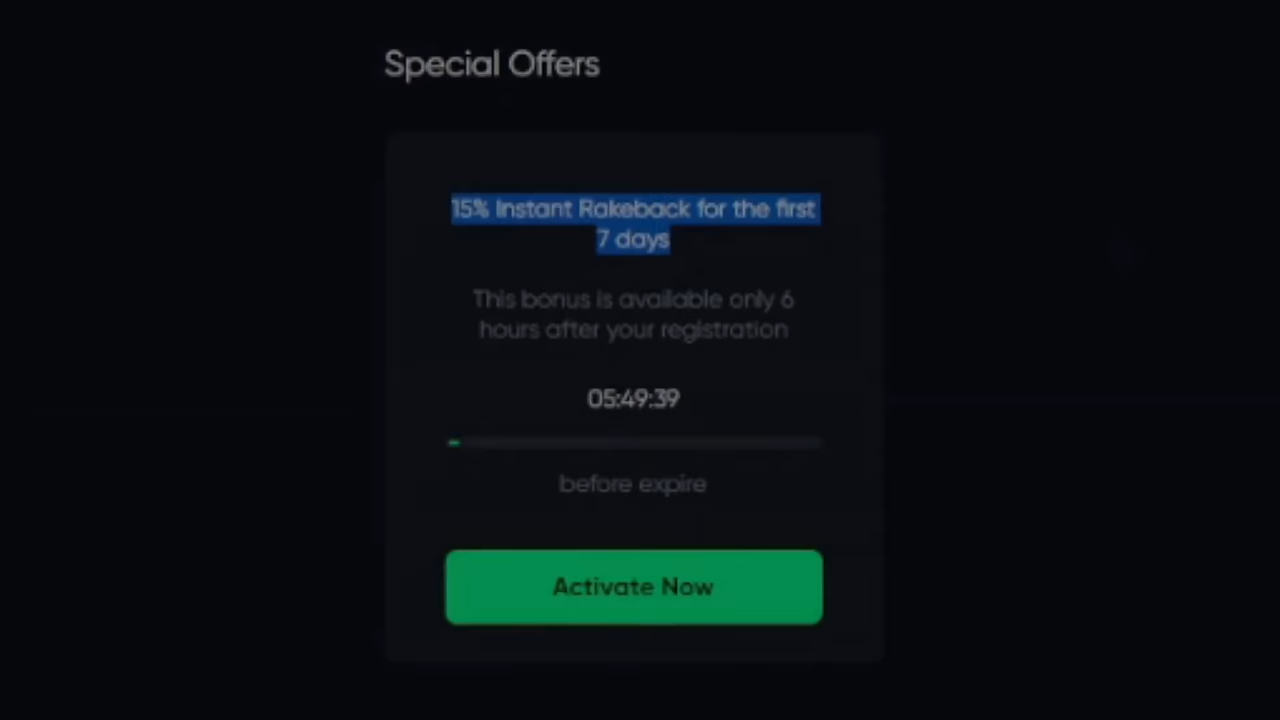 Special Offers
15% Instant Rakeback for the first
7 days
This bonus is available only 6
hours after your registration
05:49:39
before expire
Activate Now